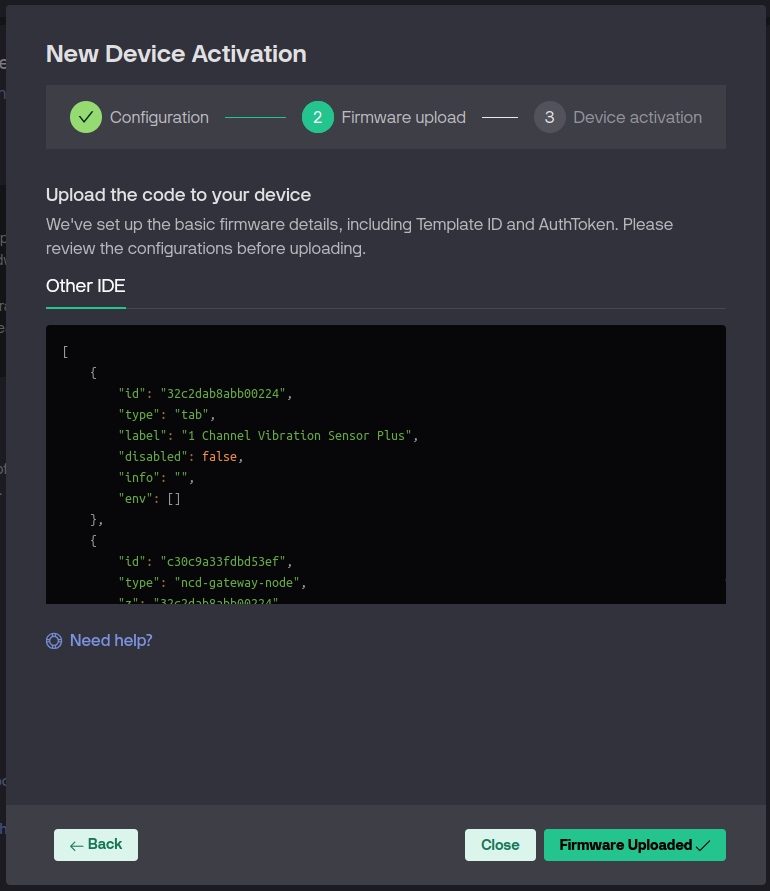 New Device Activation
Configuration
2 Firmware upload
3 Device activation
Upload the code to your device
We've set up the basic firmware details, including Template ID and AuthToken. Please
review the configurations before uploading.
Other IDE
[
{
"id": "32c2dab8abb00224",
"type": "tab",
"label": "1 Channel Vibration Sensor Plus",
"disabled": false,
"info": "",
"env": []
},
{
"id": "c30c9a33fdbd53ef",
"type": "ncd-gateway-node",
"z": "32c2dab8abb00224"
Need help?
← Back
Close
Firmware Uploaded ✓